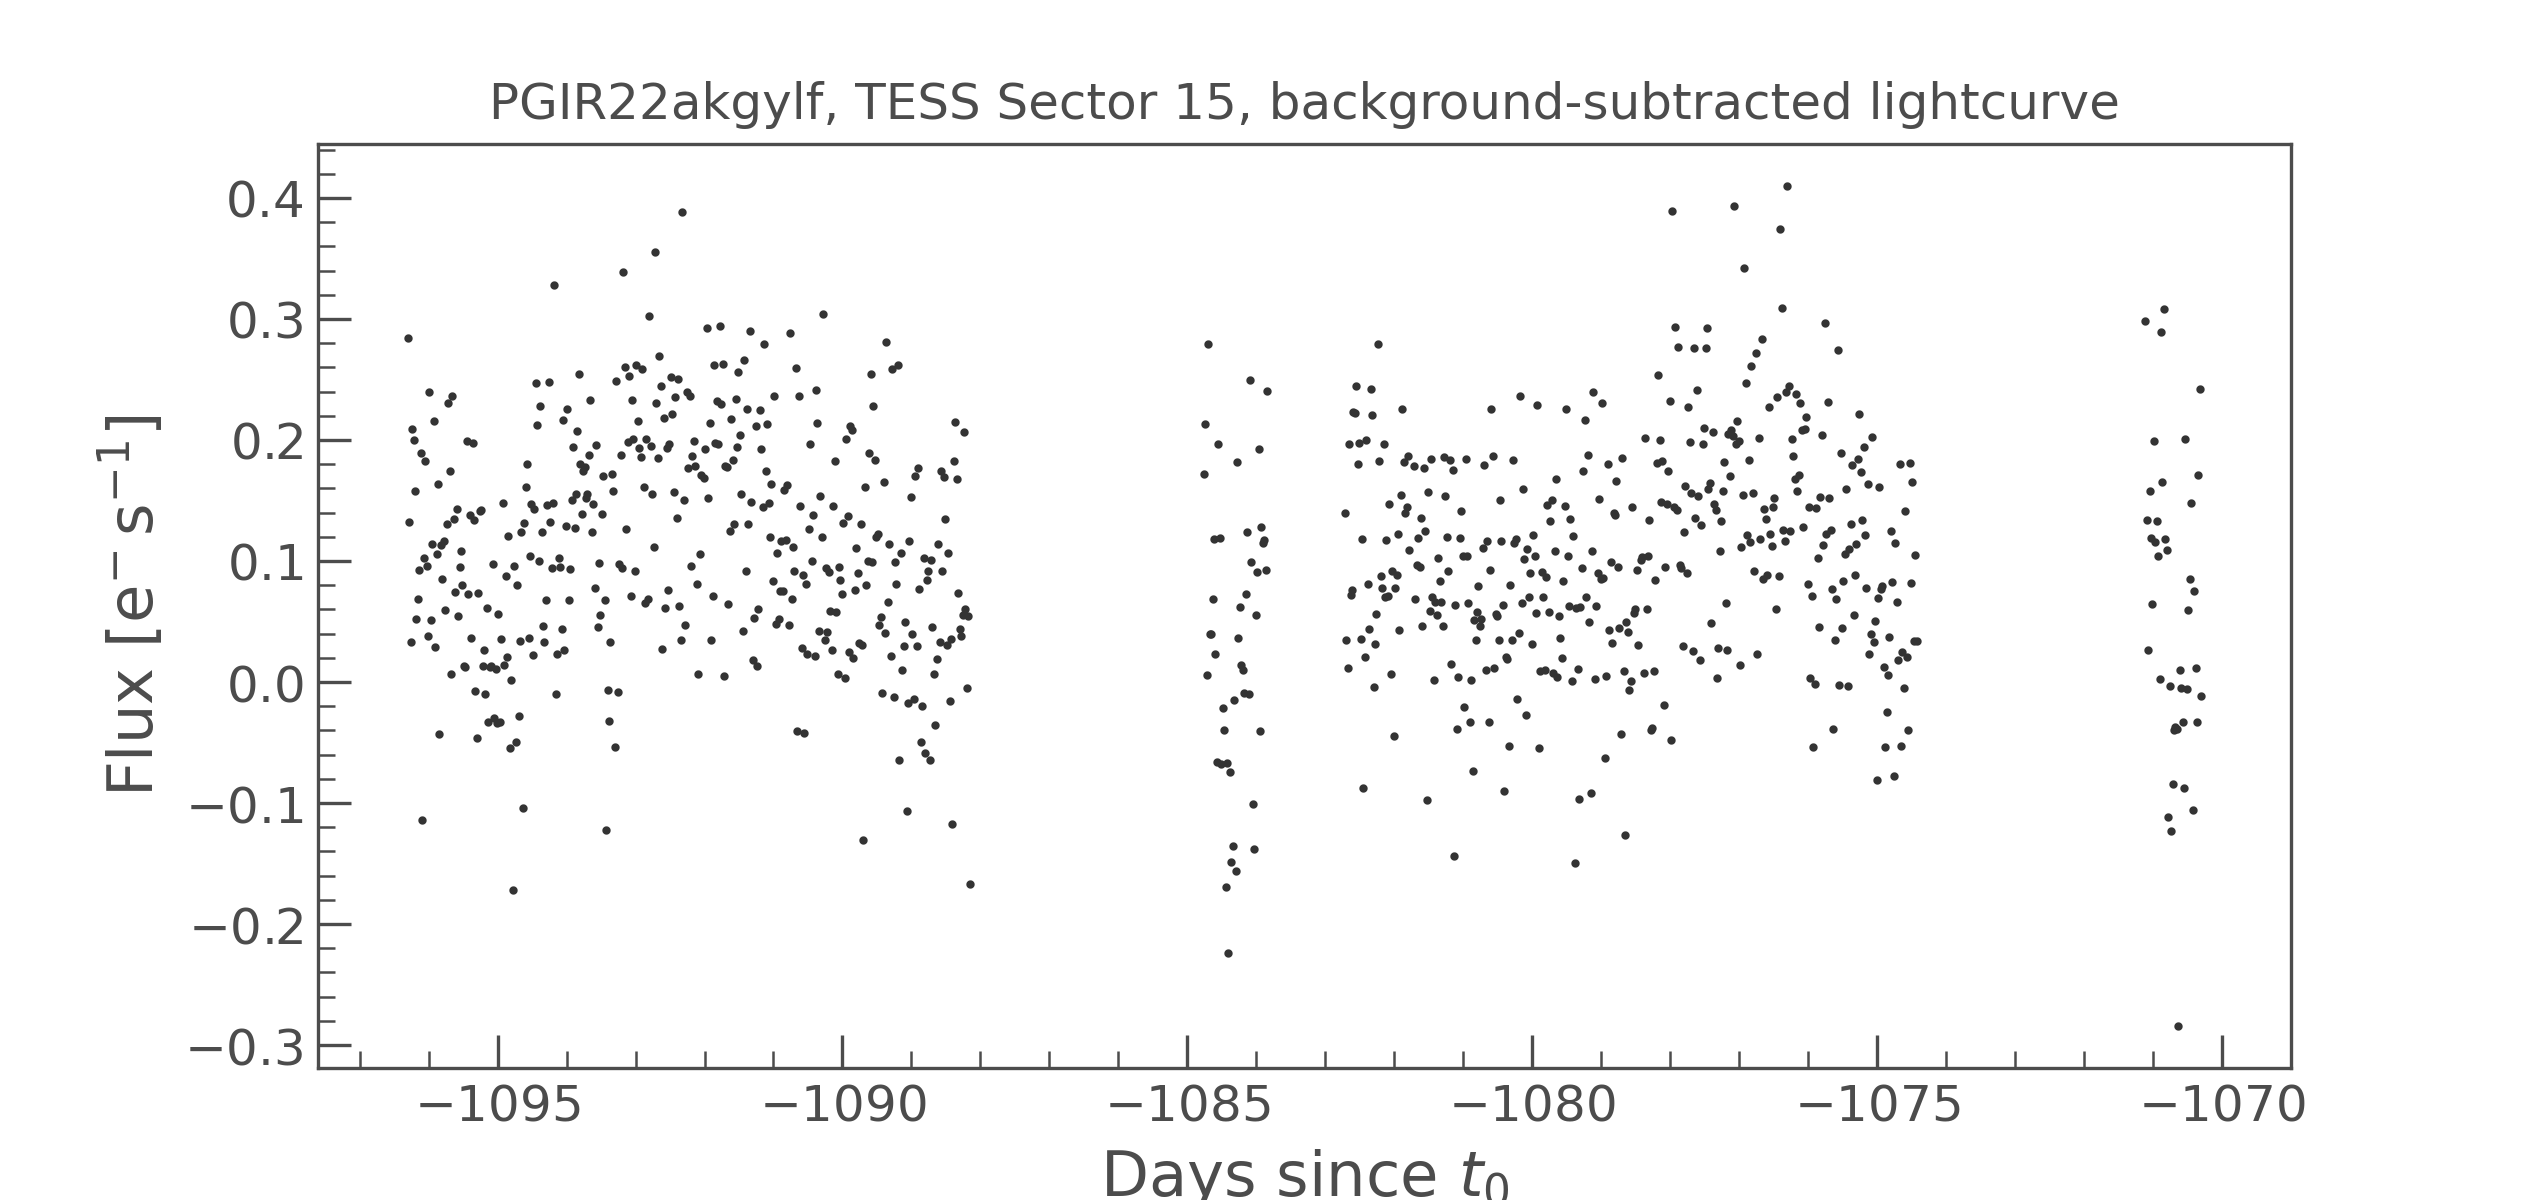 PGIR22akgylf, TESS Sector 15, background-subtracted lightcurve
Flux [e⁻ s⁻¹]
0.4
0.3
0.2
0.1
0.0
−0.1
−0.2
−0.3
−1095 −1090 −1085 −1080 −1075 −1070
Days since t₀